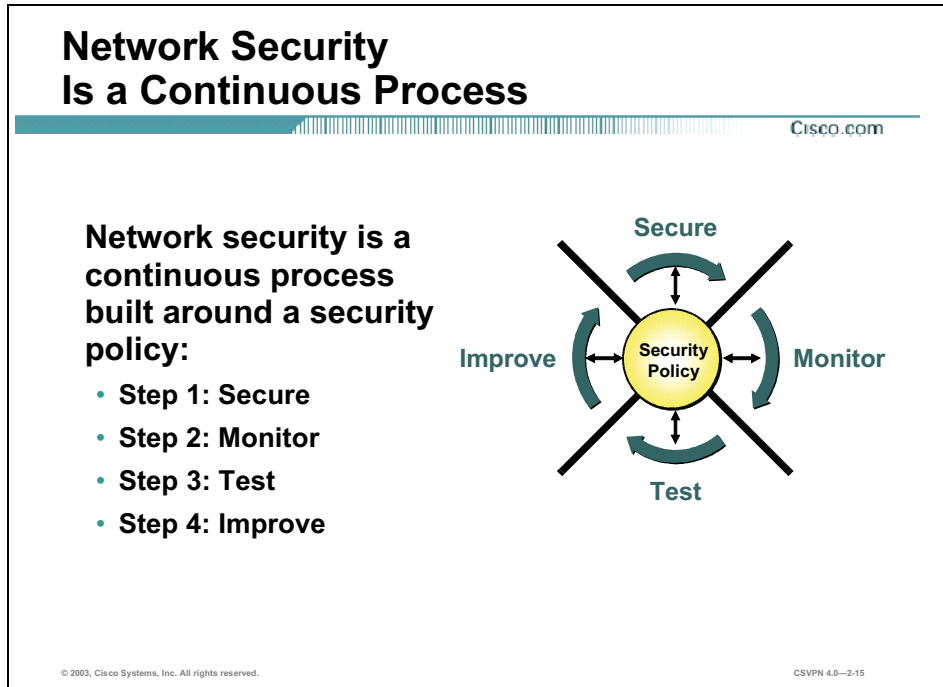 Network Security
Is a Continuous Process
Cisco.com
Network security is a
continuous process
built around a security
policy:
• Step 1: Secure
• Step 2: Monitor
• Step 3: Test
• Step 4: Improve
Secure
Improve
Security
Policy
Monitor
Test
© 2003, Cisco Systems, Inc. All rights reserved.
CSVPN 4.0—2-15